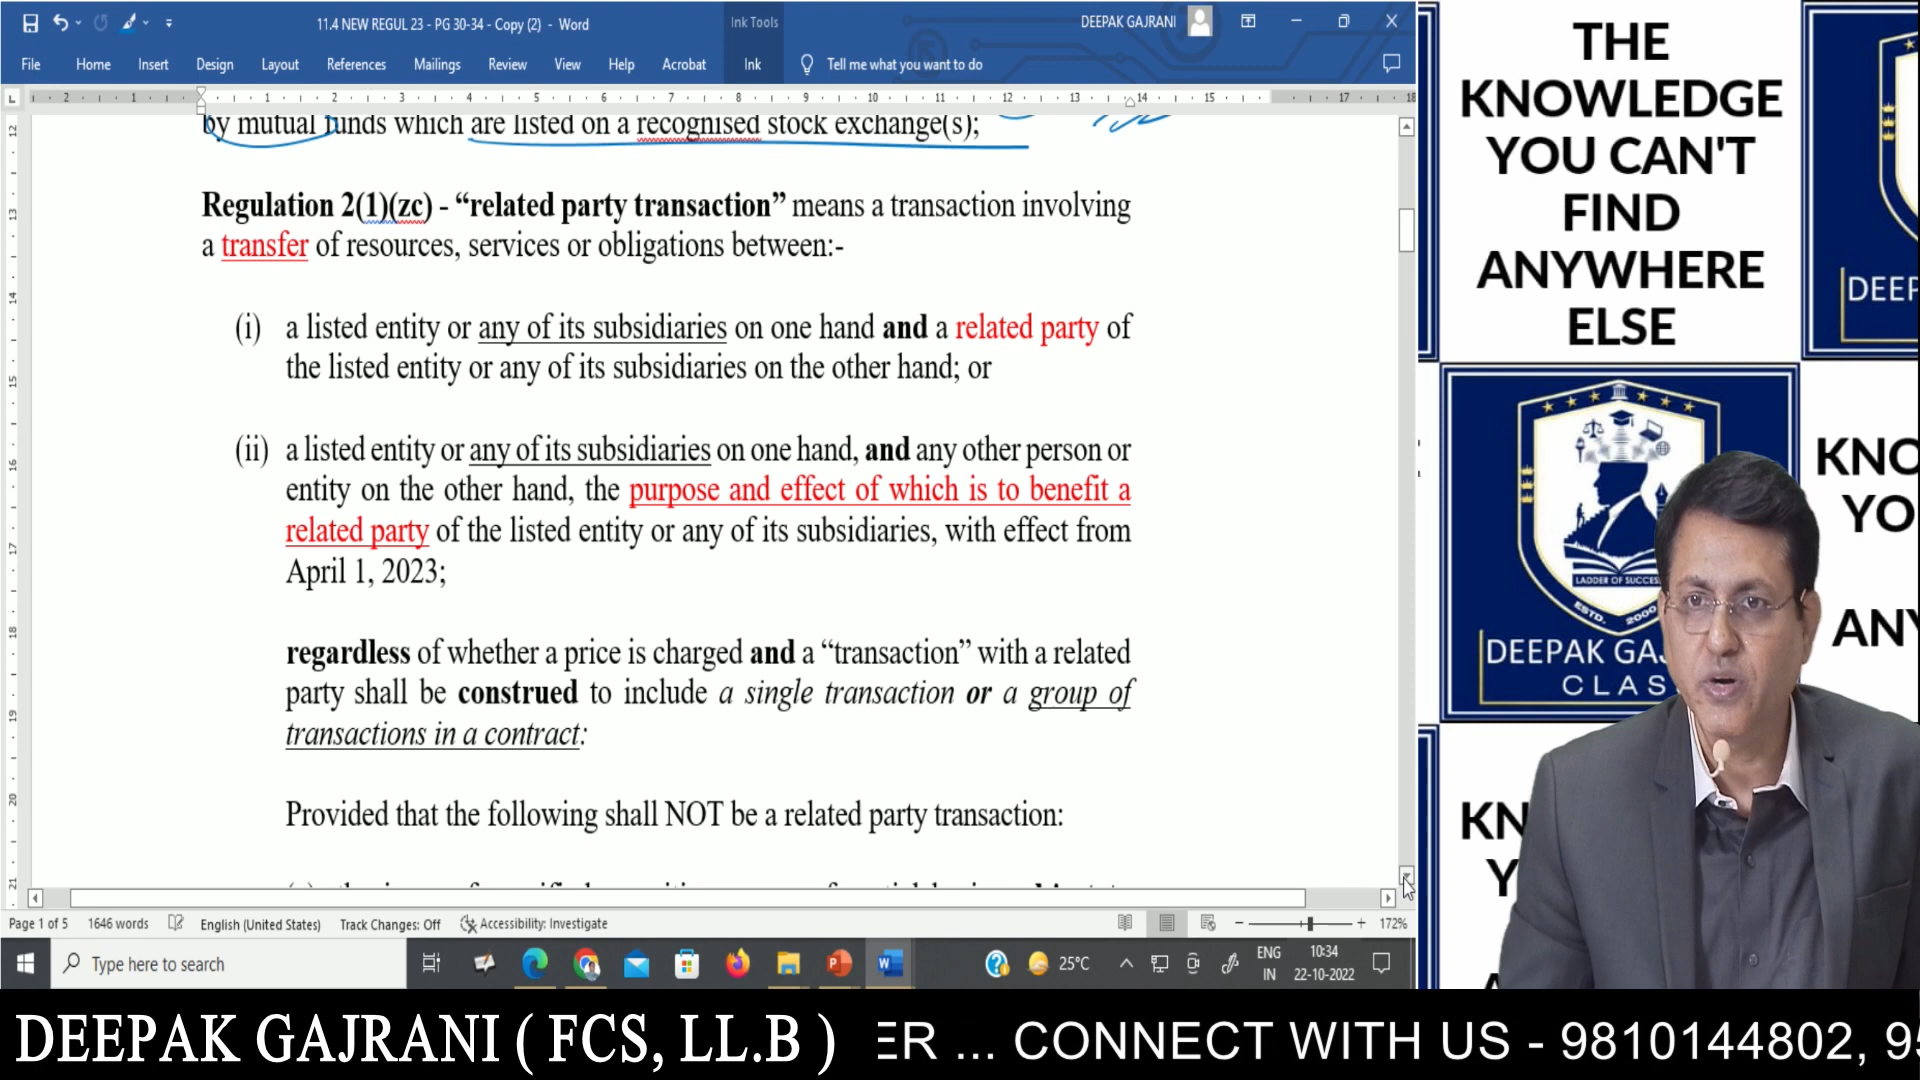 11.4 NEW REGUL 23 - PG 30-34 - Copy (2) - Word
Ink Tools
DEEPAK GAJRANI
File Home Insert Design Layout References Mailings Review View Help Acrobat Ink Tell me what you want to do
by mutual funds which are listed on a recognised stock exchange(s);
Regulation 2(1)(zc) - “related party transaction” means a transaction involving
a transfer of resources, services or obligations between:-
(i) a listed entity or any of its subsidiaries on one hand and a related party of
the listed entity or any of its subsidiaries on the other hand; or
(ii) a listed entity or any of its subsidiaries on one hand, and any other person or
entity on the other hand, the purpose and effect of which is to benefit a
related party of the listed entity or any of its subsidiaries, with effect from
April 1, 2023;
regardless of whether a price is charged and a “transaction” with a related
party shall be construed to include a single transaction or a group of
transactions in a contract:
Provided that the following shall NOT be a related party transaction:
Page 1 of 5 1646 words English (United States) Track Changes: Off Accessibility: Investigate 172%
Type here to search
25°C
ENG
IN
10:34
22-10-2022
THE
KNOWLEDGE
YOU CAN'T
FIND
ANYWHERE
ELSE
DEEP
LADDER OF SUCCESS
ESTD. 2000
DEEPAK GAJ
CLAS
KNO
YO
ANY
KN
Y
DEEPAK GAJRANI ( FCS, LL.B )
ER ... CONNECT WITH US - 9810144802, 95